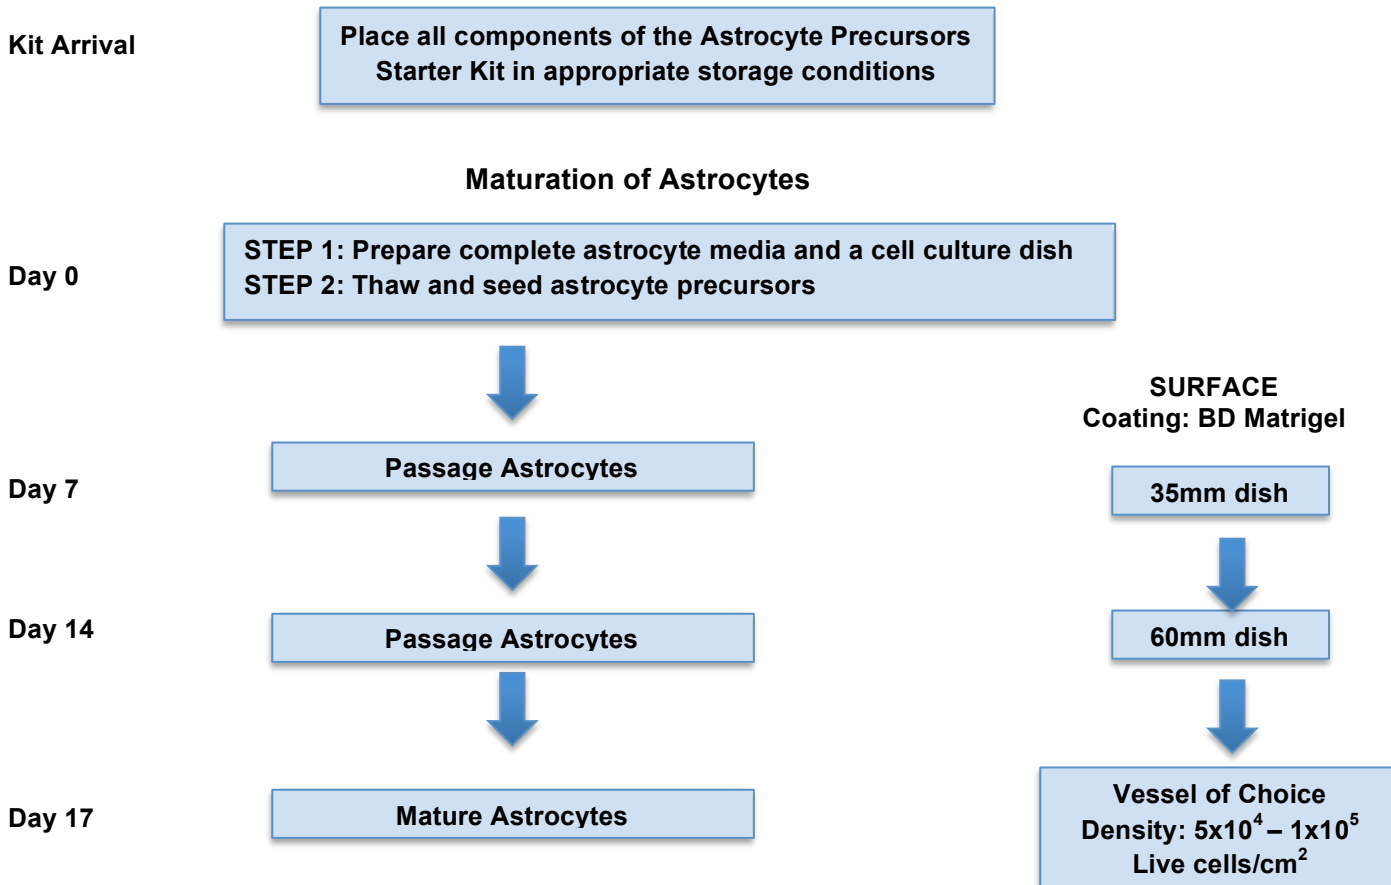 Kit Arrival
Place all components of the Astrocyte Precursors
Starter Kit in appropriate storage conditions
Maturation of Astrocytes
Day 0
STEP 1: Prepare complete astrocyte media and a cell culture dish
STEP 2: Thaw and seed astrocyte precursors
SURFACE
Coating: BD Matrigel
Day 7
Passage Astrocytes
35mm dish
Day 14
Passage Astrocytes
60mm dish
Day 17
Mature Astrocytes
Vessel of Choice
Density: 5x10⁴ – 1x10⁵
Live cells/cm²